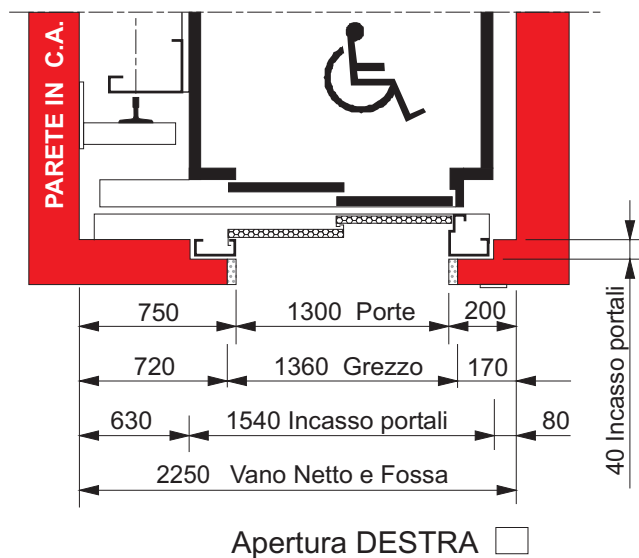 PARETE IN C.A.
750 1300 Porte 200
720 1360 Grezzo 170
630 1540 Incasso portali 80
2250 Vano Netto e Fossa
40 Incasso portali
Apertura DESTRA